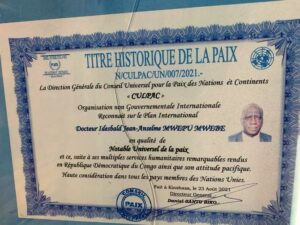 TITRE HISTORIQUE DE LA PAIX
N/CULPAC/UN/007/2021.-
La Direction Générale du Conseil Universel pour la Paix des Nations et Continents
« CULPAC »
Organisation non Gouvernementale Internationale
Reconnue sur le Plan International
Docteur Idesbald Jean-Anselme MWEPU MWEBE
en qualité de
Notable Universel de la paix
et ce, suite à ses multiples services humanitaires remarquables rendus
en République Démocratique du Congo ainsi que son attitude pacifique.
Haute considération dans tous les pays membres des Nations Unies.
Fait à Kinshasa, le 23 Août 2021
Directeur General
Daniel